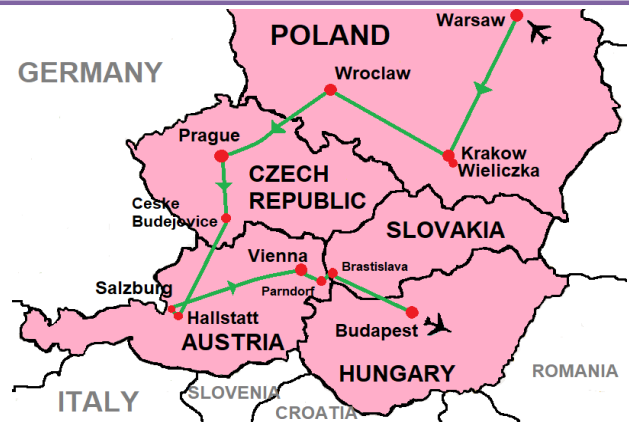 Warsaw
POLAND
GERMANY
Wroclaw
Prague
Krakow
Wieliczka
CZECH
REPUBLIC
Ceske
Budejovice
SLOVAKIA
Vienna
Brastislava
Salzburg
Parndorf
Hallstatt
Budapest
AUSTRIA
HUNGARY
ROMANIA
ITALY
SLOVENIA
CROATIA